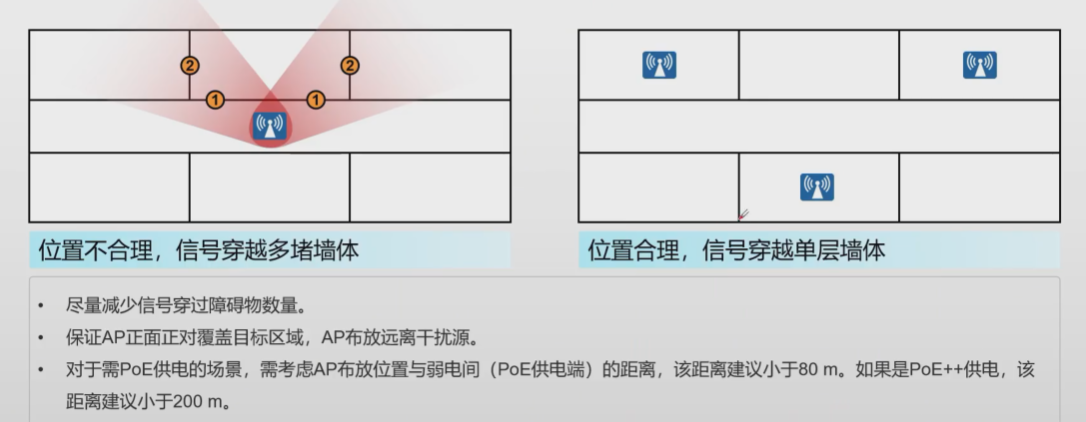 ② ②
① ①
位置不合理，信号穿越多堵墙体
位置合理，信号穿越单层墙体
• 尽量减少信号穿过障碍物数量。
• 保证AP正面正对覆盖目标区域，AP布放远离干扰源。
• 对于需PoE供电的场景，需考虑AP布放位置与弱电间（PoE供电端）的距离，该距离建议小于80 m。如果是PoE++供电，该
距离建议小于200 m。